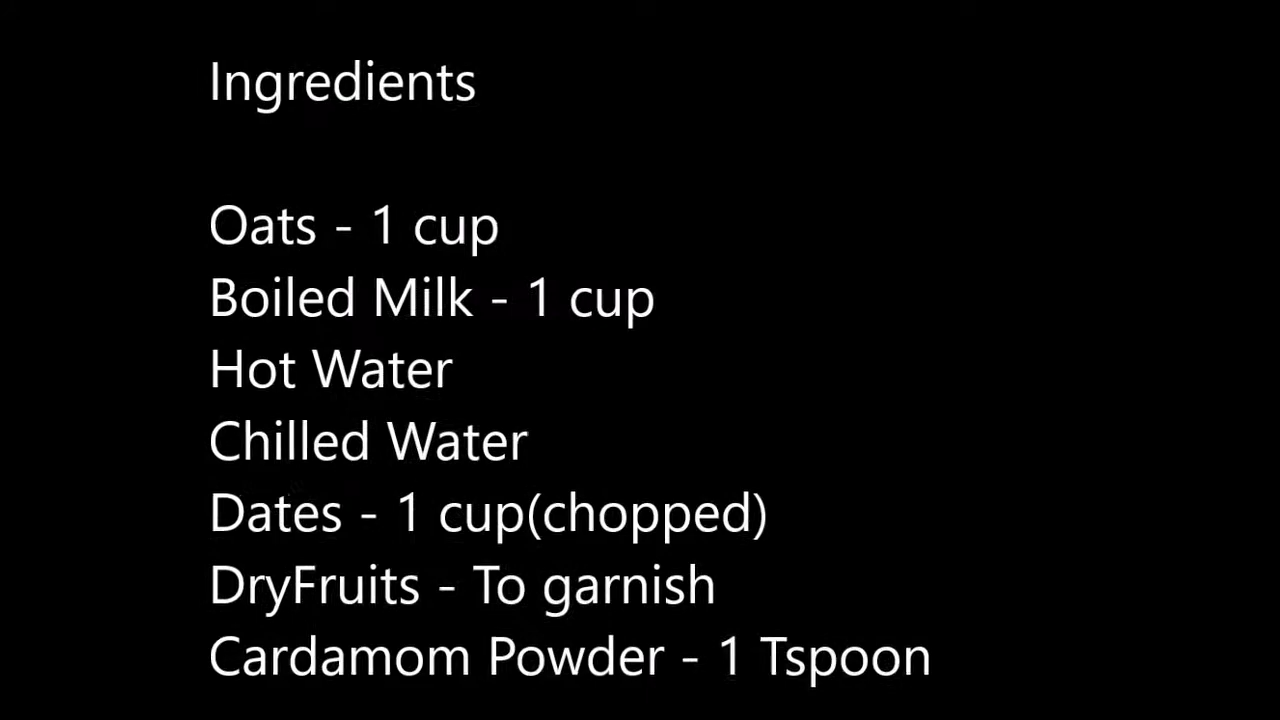 Ingredients
Oats - 1 cup
Boiled Milk - 1 cup
Hot Water
Chilled Water
Dates - 1 cup(chopped)
DryFruits - To garnish
Cardamom Powder - 1 Tspoon